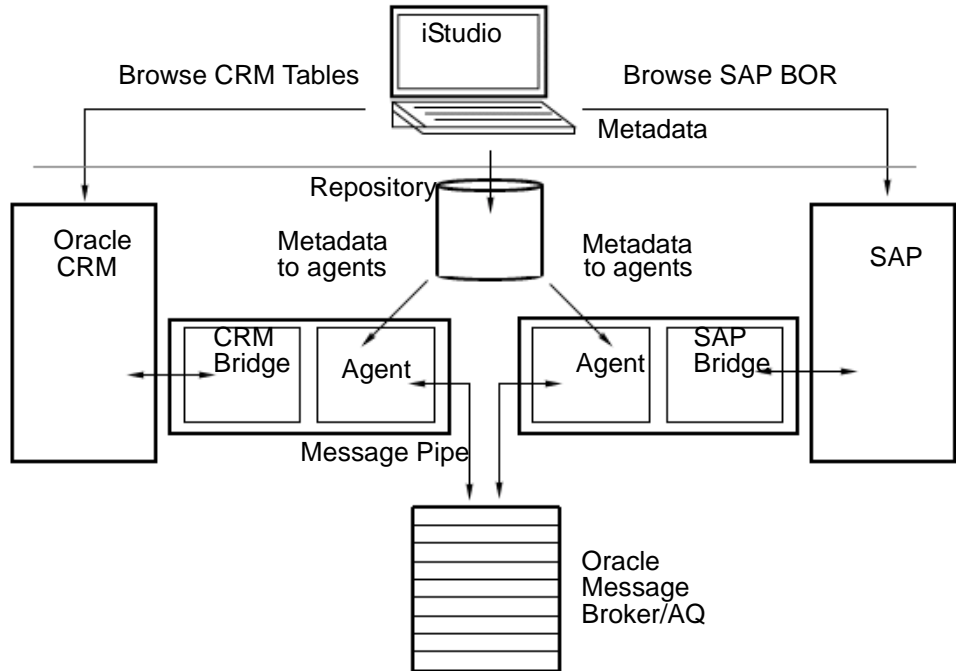 iStudio
Browse CRM Tables
Browse SAP BOR
Metadata
Repository
Oracle
CRM
Metadata
to agents
Metadata
to agents
SAP
CRM
Bridge
Agent
Agent
SAP
Bridge
Message Pipe
Oracle
Message
Broker/AQ